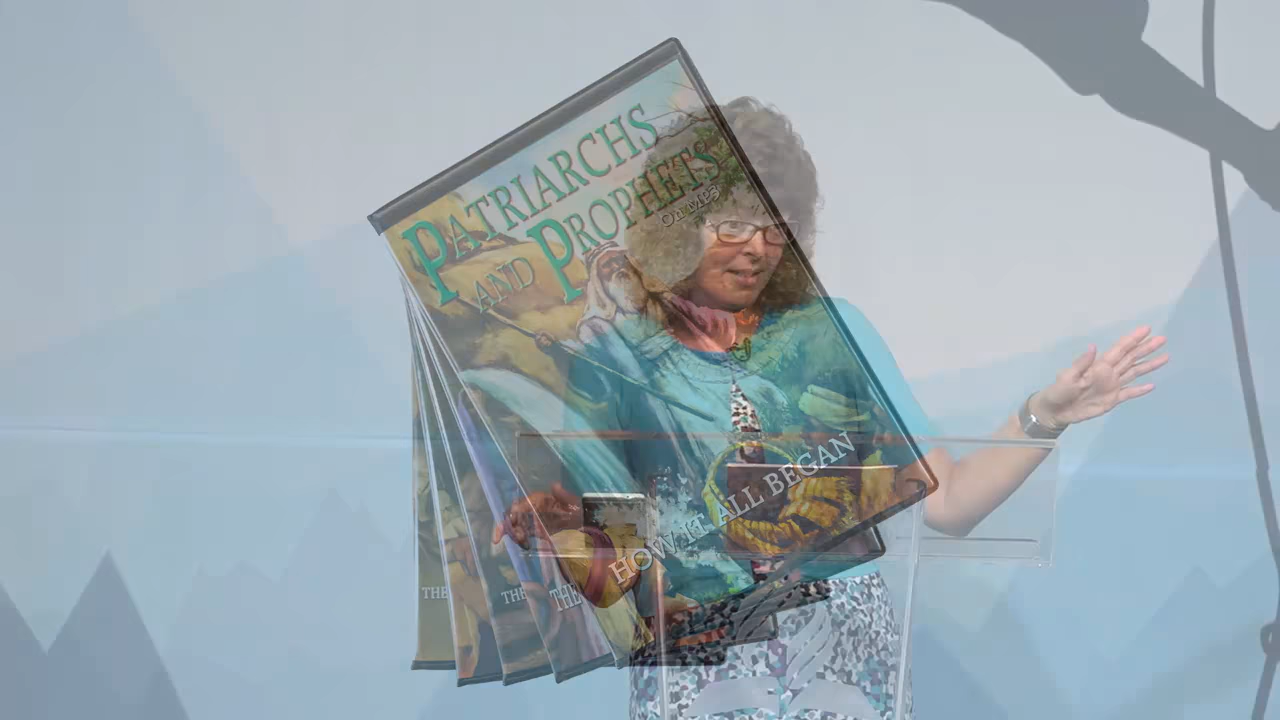 PATRIARCHS
AND PROPHETS
On MP3
HOW IT ALL BEGAN
THE
THE
THE